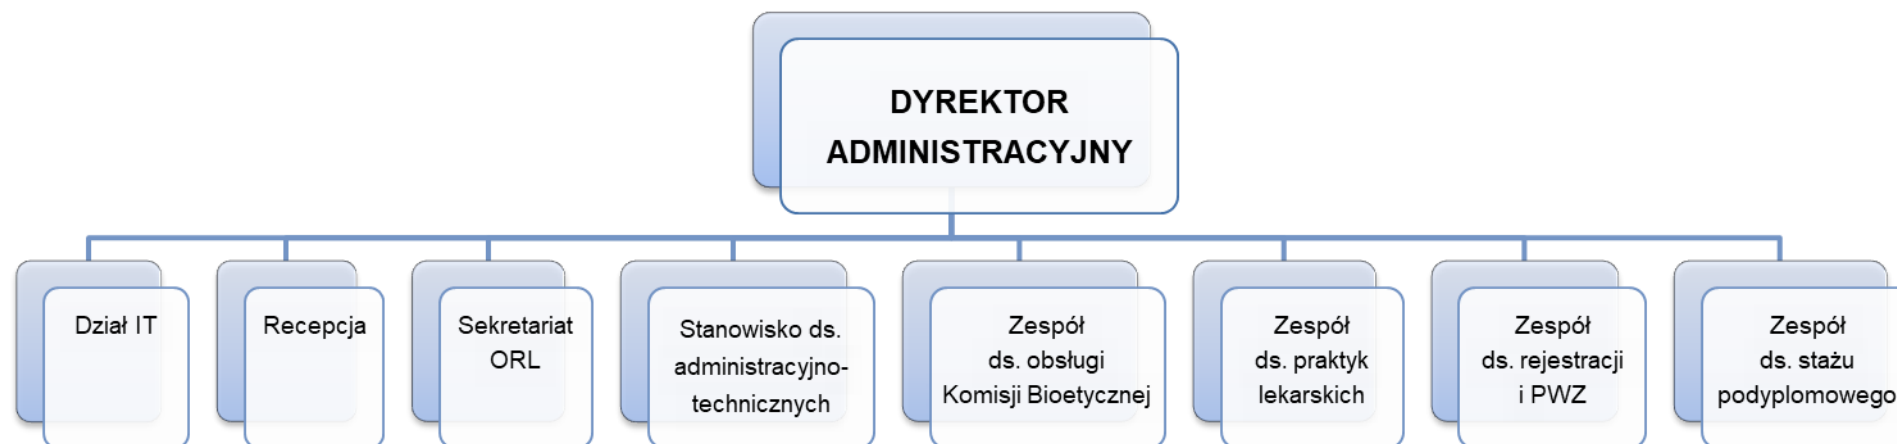 DYREKTOR
ADMINISTRACYJNY
Dział IT
Recepcja
Sekretariat
ORL
Stanowisko ds.
administracyjno-
technicznych
Zespół
ds. obsługi
Komisji Bioetycznej
Zespół
ds. praktyk
lekarskich
Zespół
ds. rejestracji
i PWZ
Zespół
ds. stażu
podyplomowego